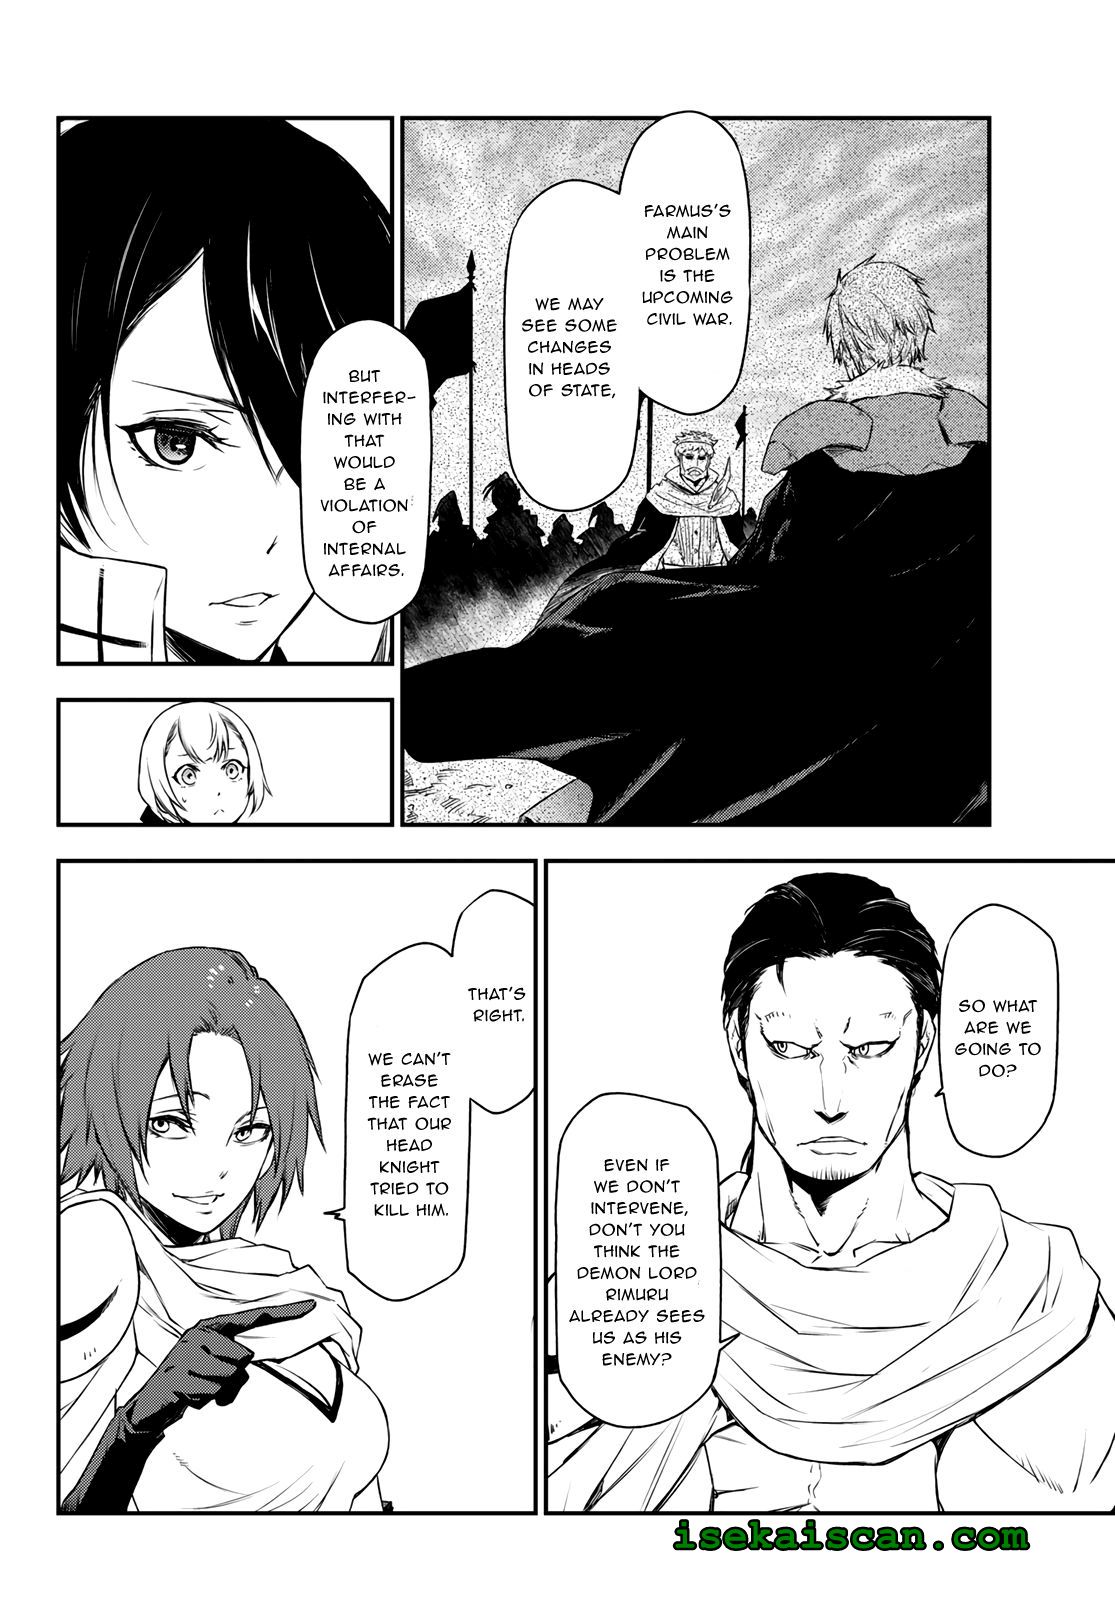 FARMUS'S
MAIN
PROBLEM
IS THE
UPCOMING
CIVIL WAR.
WE MAY
SEE SOME
CHANGES
IN HEADS
OF STATE,
BUT
INTERFER-
ING WITH
THAT
WOULD
BE A
VIOLATION
OF
INTERNAL
AFFAIRS.
SO WHAT
ARE WE
GOING TO
DO?
EVEN IF
WE DON'T
INTERVENE,
DON'T YOU
THINK THE
DEMON LORD
RIMURU
ALREADY SEES
US AS HIS
ENEMY?
THAT'S
RIGHT.
WE CAN'T
ERASE
THE FACT
THAT OUR
HEAD
KNIGHT
TRIED TO
KILL HIM.
isekaiscan.com